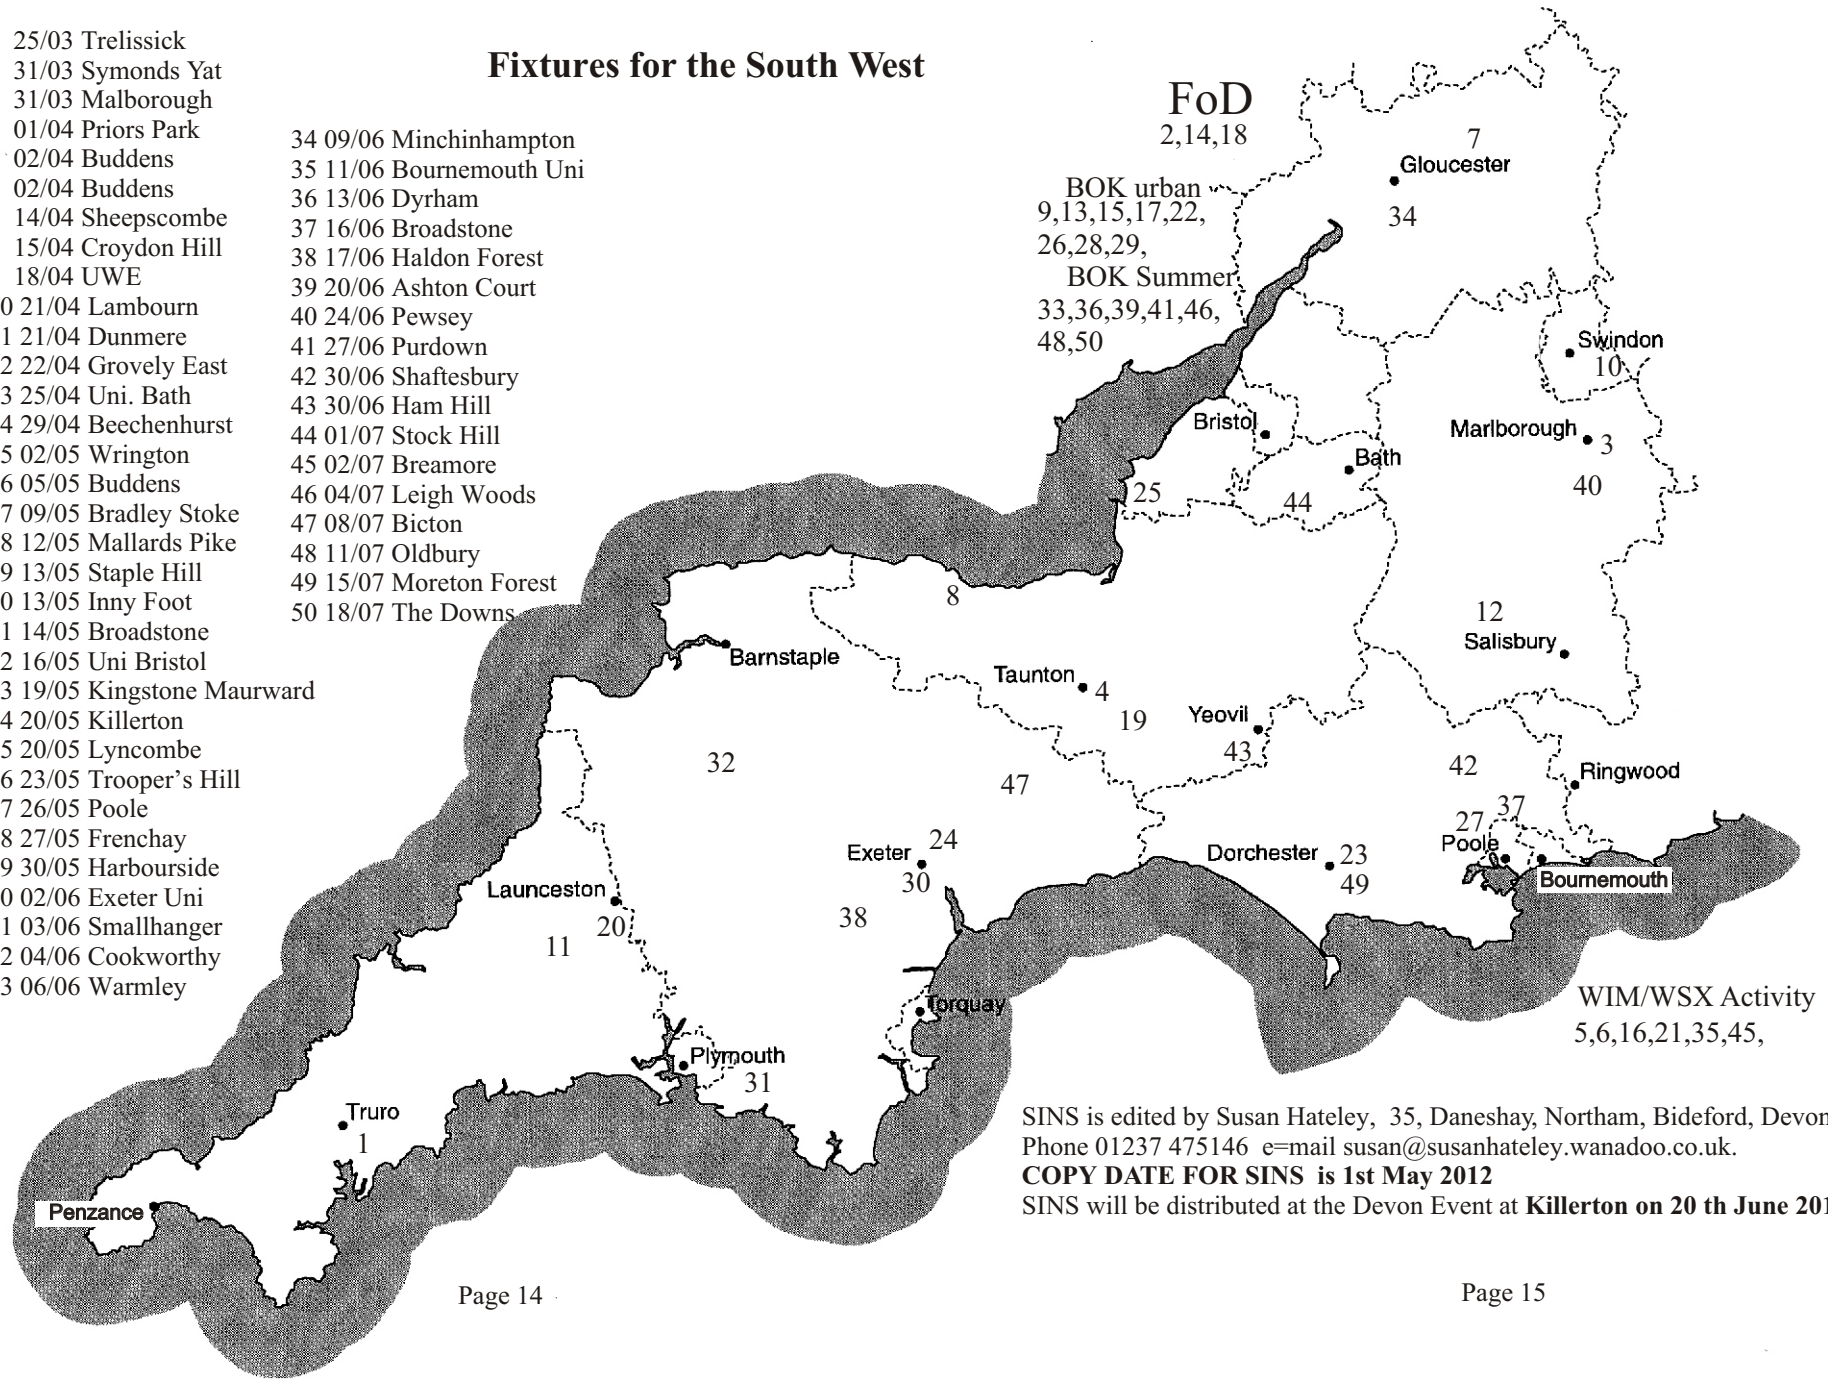 Fixtures for the South West
25/03 Trelissick
31/03 Symonds Yat
31/03 Malborough
01/04 Priors Park
02/04 Buddens
02/04 Buddens
14/04 Sheepscombe
15/04 Croydon Hill
18/04 UWE
0 21/04 Lambourn
1 21/04 Dunmere
2 22/04 Grovely East
3 25/04 Uni. Bath
4 29/04 Beechenhurst
5 02/05 Wrington
6 05/05 Buddens
7 09/05 Bradley Stoke
8 12/05 Mallards Pike
9 13/05 Staple Hill
0 13/05 Inny Foot
1 14/05 Broadstone
2 16/05 Uni Bristol
3 19/05 Kingstone Maurward
4 20/05 Killerton
5 20/05 Lyncombe
6 23/05 Trooper's Hill
7 26/05 Poole
8 27/05 Frenchay
9 30/05 Harbourside
0 02/06 Exeter Uni
1 03/06 Smallhanger
2 04/06 Cookworthy
3 06/06 Warmley
34 09/06 Minchinhampton
35 11/06 Bournemouth Uni
36 13/06 Dyrham
37 16/06 Broadstone
38 17/06 Haldon Forest
39 20/06 Ashton Court
40 24/06 Pewsey
41 27/06 Purdown
42 30/06 Shaftesbury
43 30/06 Ham Hill
44 01/07 Stock Hill
45 02/07 Breamore
46 04/07 Leigh Woods
47 08/07 Bicton
48 11/07 Oldbury
49 15/07 Moreton Forest
50 18/07 The Downs
FoD
2,14,18
BOK urban
9,13,15,17,22,
26,28,29,
BOK Summer
33,36,39,41,46,
48,50
7
Gloucester
34
Swindon
10
Bristol
Marlborough
3
Bath
40
25
44
8
12
Salisbury
Barnstaple
Taunton
4
19
Yeovil
43
32
47
42
Ringwood
37
27
Poole
Bournemouth
24
Exeter
30
Dorchester
23
49
Launceston
20
11
38
Torquay
Plymouth
31
Truro
1
Penzance
WIM/WSX Activity
5,6,16,21,35,45,
SINS is edited by Susan Hateley, 35, Daneshay, Northam, Bideford, Devon
Phone 01237 475146 e=mail susan@susanhateley.wanadoo.co.uk.
COPY DATE FOR SINS is 1st May 2012
SINS will be distributed at the Devon Event at Killerton on 20 th June 201
Page 14
Page 15